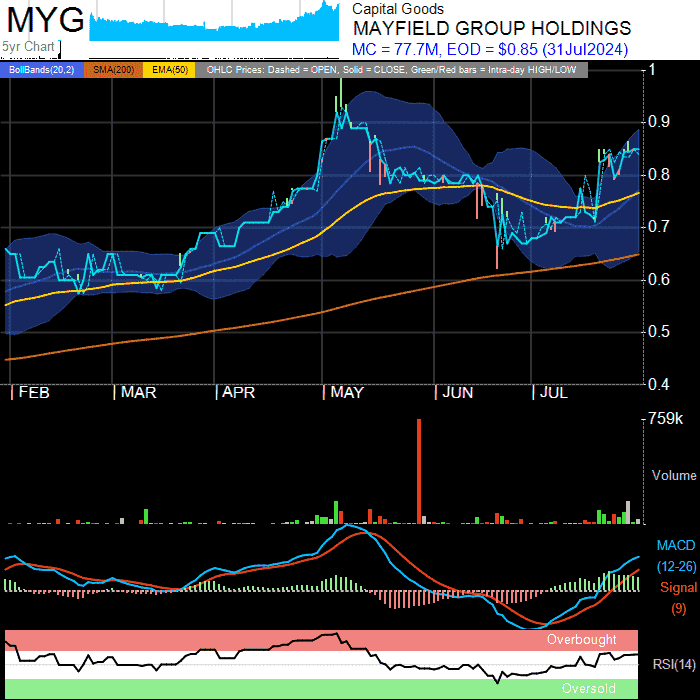 MYG
5yr Chart
Capital Goods
MAYFIELD GROUP HOLDINGS
MC = 77.7M, EOD = $0.85 (31Jul2024)
BollBands(20,2) SMA(200) EMA(50) OHLC Prices: Dashed = OPEN, Solid = CLOSE, Green/Red bars = Intra-day HIGH/LOW
1
0.9
0.8
0.7
0.6
0.5
0.4
FEB MAR APR MAY JUN JUL
759k
Volume
MACD
(12-26)
Signal
(9)
Overbought
RSI(14)
Oversold